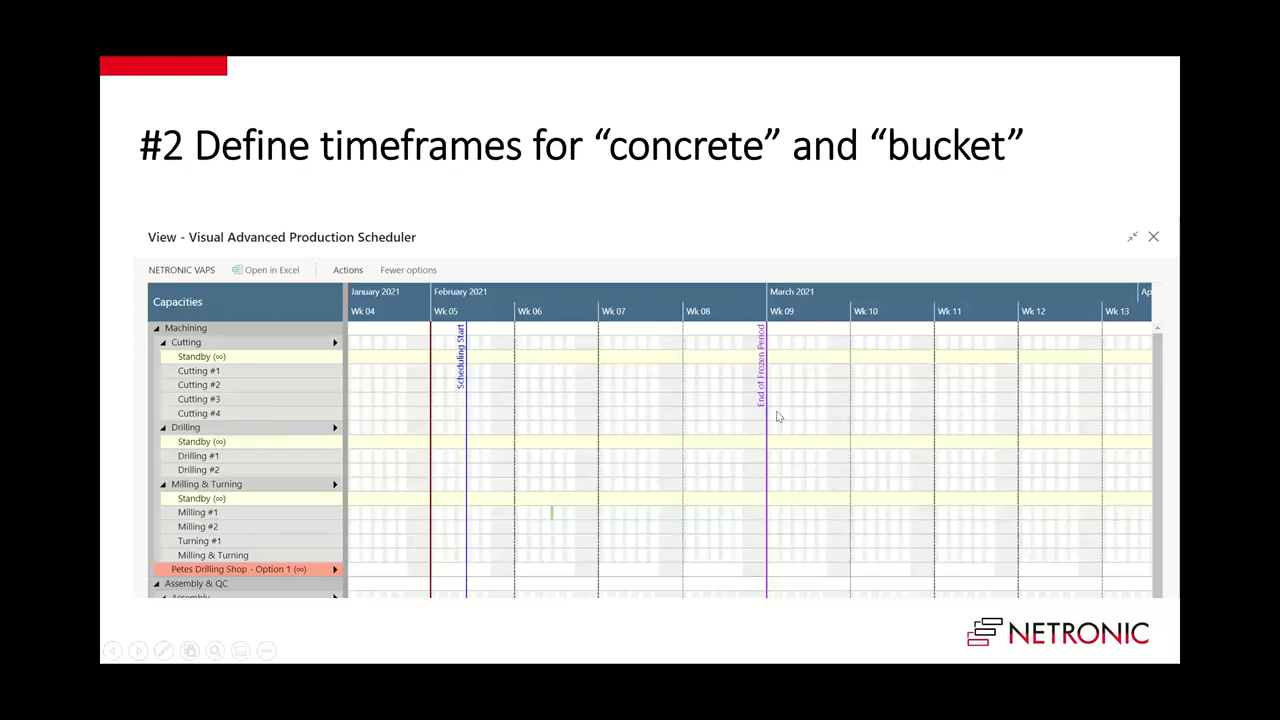 #2 Define timeframes for “concrete” and “bucket”
View - Visual Advanced Production Scheduler
NETRONIC VAPS Open in Excel Actions Fewer options
Capacities
January 2021 February 2021 March 2021 Ap
Wk 04 Wk 05 Wk 06 Wk 07 Wk 08 Wk 09 Wk 10 Wk 11 Wk 12 Wk 13
Scheduling Start
End of Frozen Period
Machining
Cutting
Standby (∞)
Cutting #1
Cutting #2
Cutting #3
Cutting #4
Drilling
Standby (∞)
Drilling #1
Drilling #2
Milling & Turning
Standby (∞)
Milling #1
Milling #2
Turning #1
Milling & Turning
Petes Drilling Shop - Option 1 (∞)
Assembly & QC
Assembly
NETRONIC